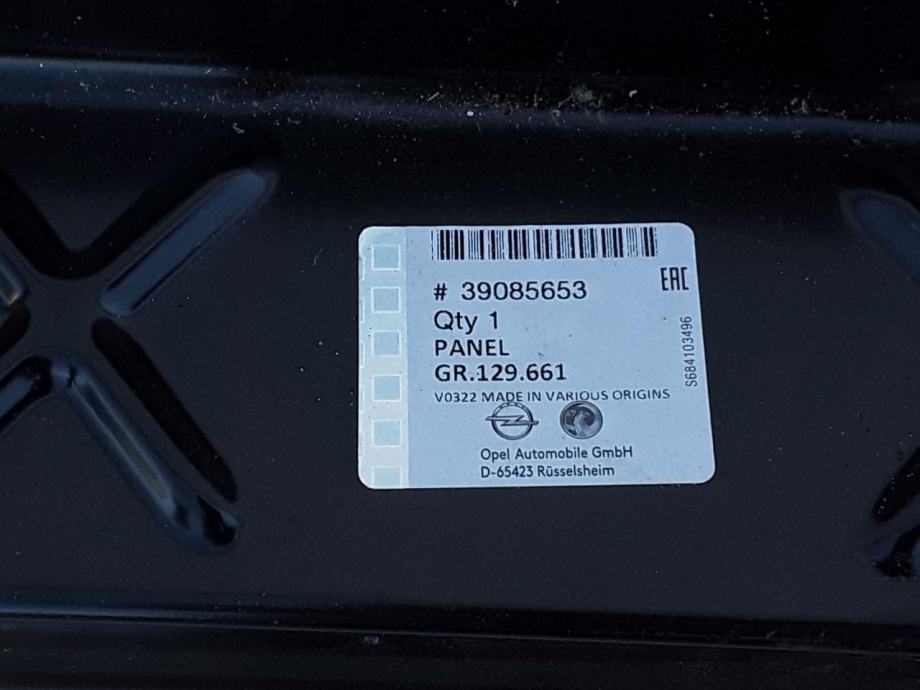 # 39085653
EAC
Qty 1
PANEL
GR.129.661
S684103496
V0322 MADE IN VARIOUS ORIGINS
Opel Automobile GmbH
D-65423 Rüsselsheim